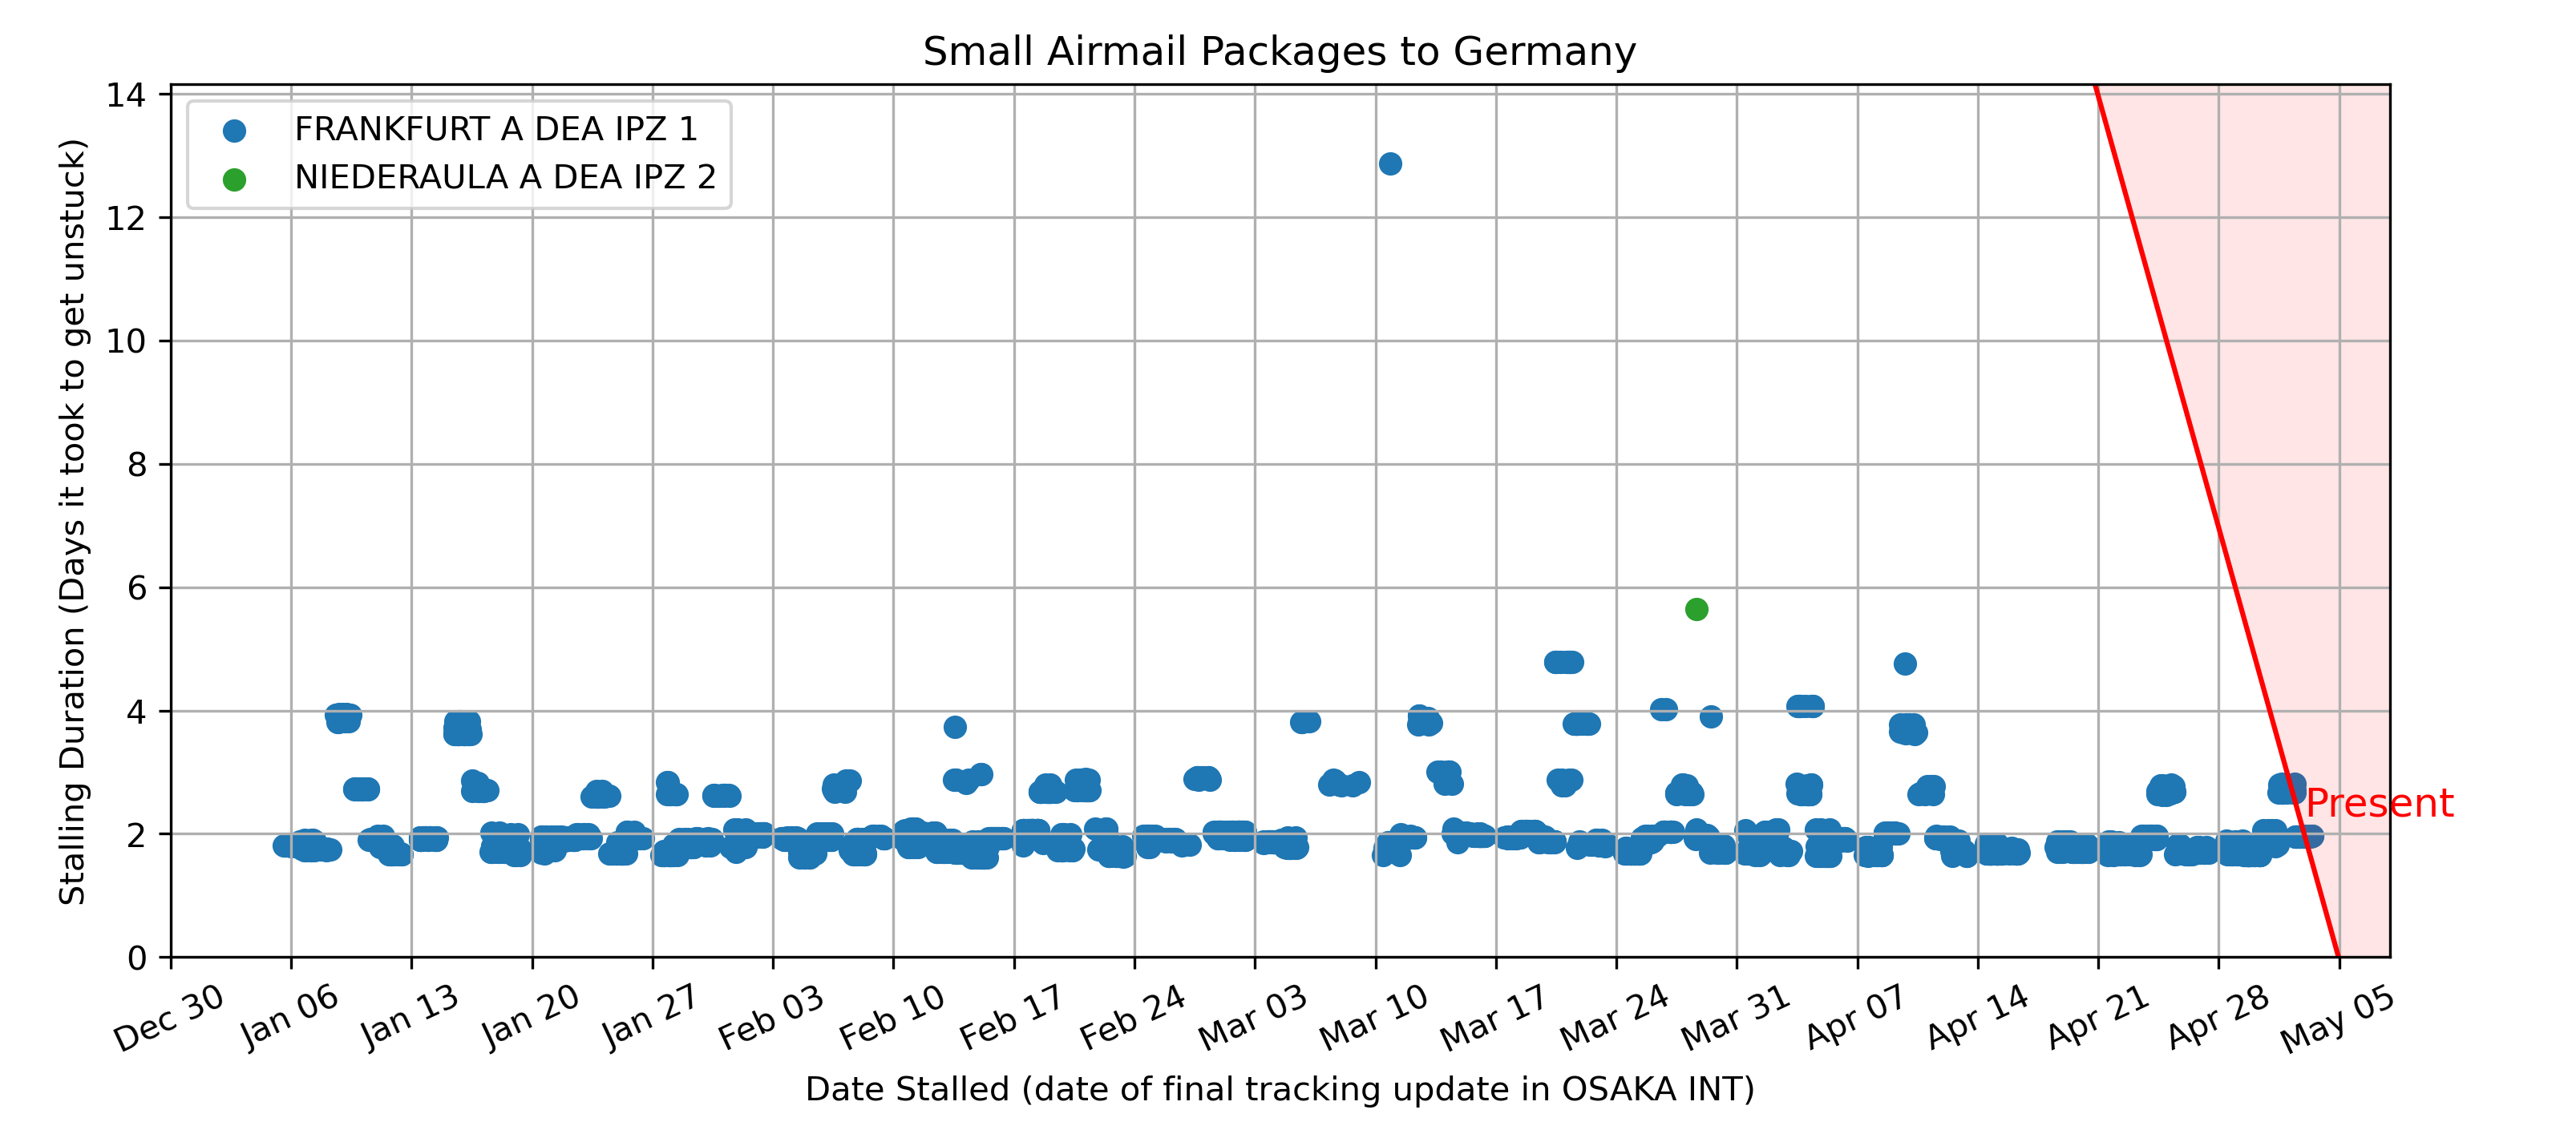 Small Airmail Packages to Germany
14
12
10
8
6
4
2
0
Stalling Duration (Days it took to get unstuck)
FRANKFURT A DEA IPZ 1
NIEDERAULA A DEA IPZ 2
Present
Dec 30
Jan 06
Jan 13
Jan 20
Jan 27
Feb 03
Feb 10
Feb 17
Feb 24
Mar 03
Mar 10
Mar 17
Mar 24
Mar 31
Apr 07
Apr 14
Apr 21
Apr 28
May 05
Date Stalled (date of final tracking update in OSAKA INT)